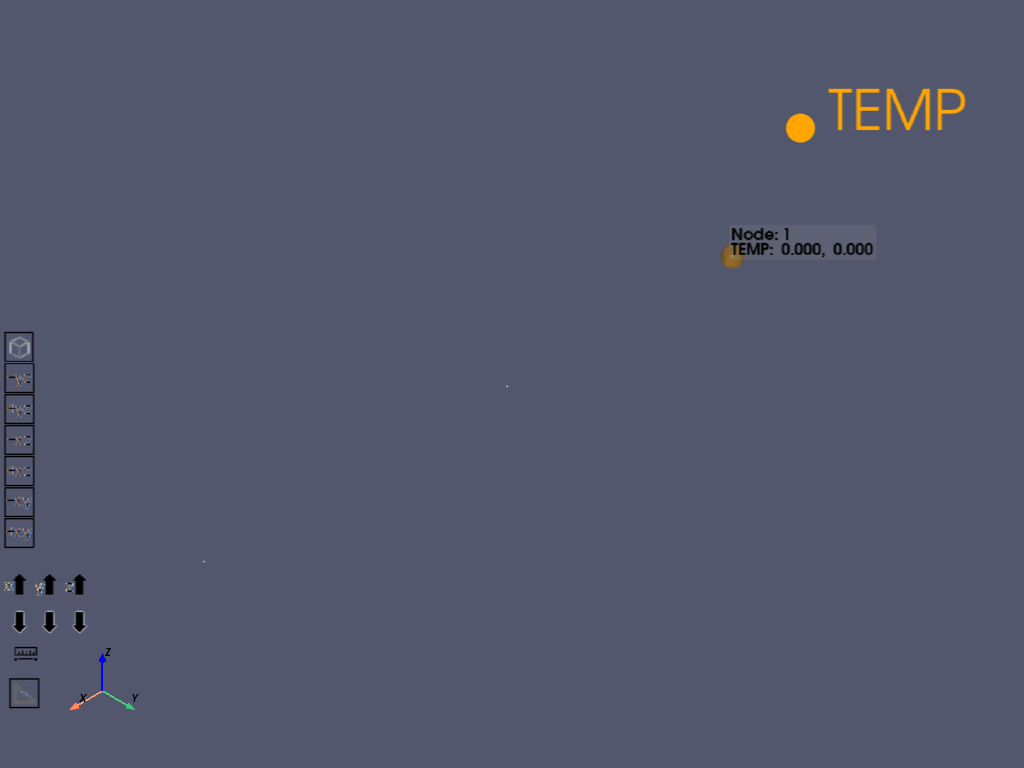 TEMP
Node: 1
TEMP: 0.000, 0.000
-yz
+yz
-xz
+xz
-xy
+xy
x y z
Z
X Y